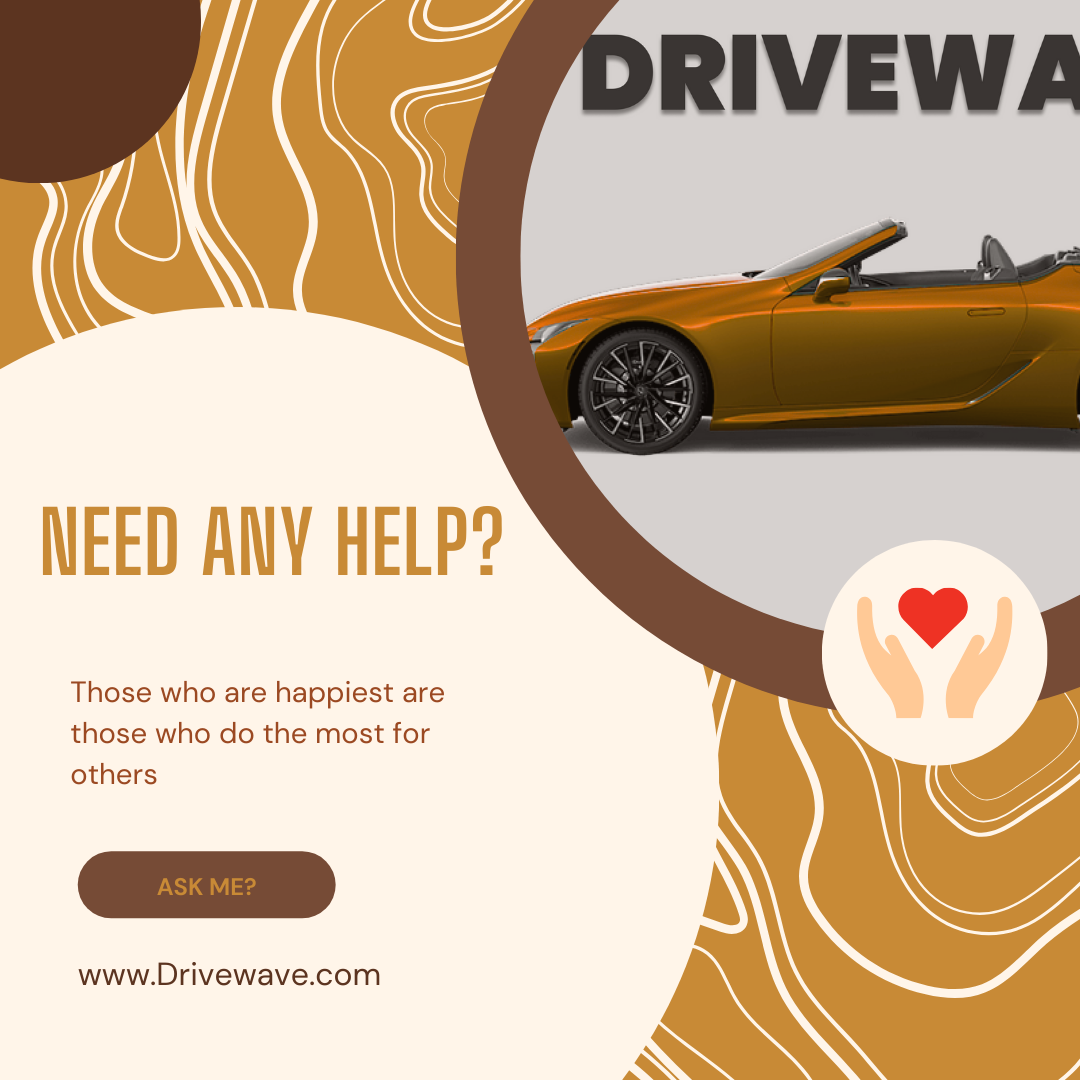 DRIVEWA
NEED ANY HELP?
Those who are happiest are
those who do the most for
others
ASK ME?
www.Drivewave.com